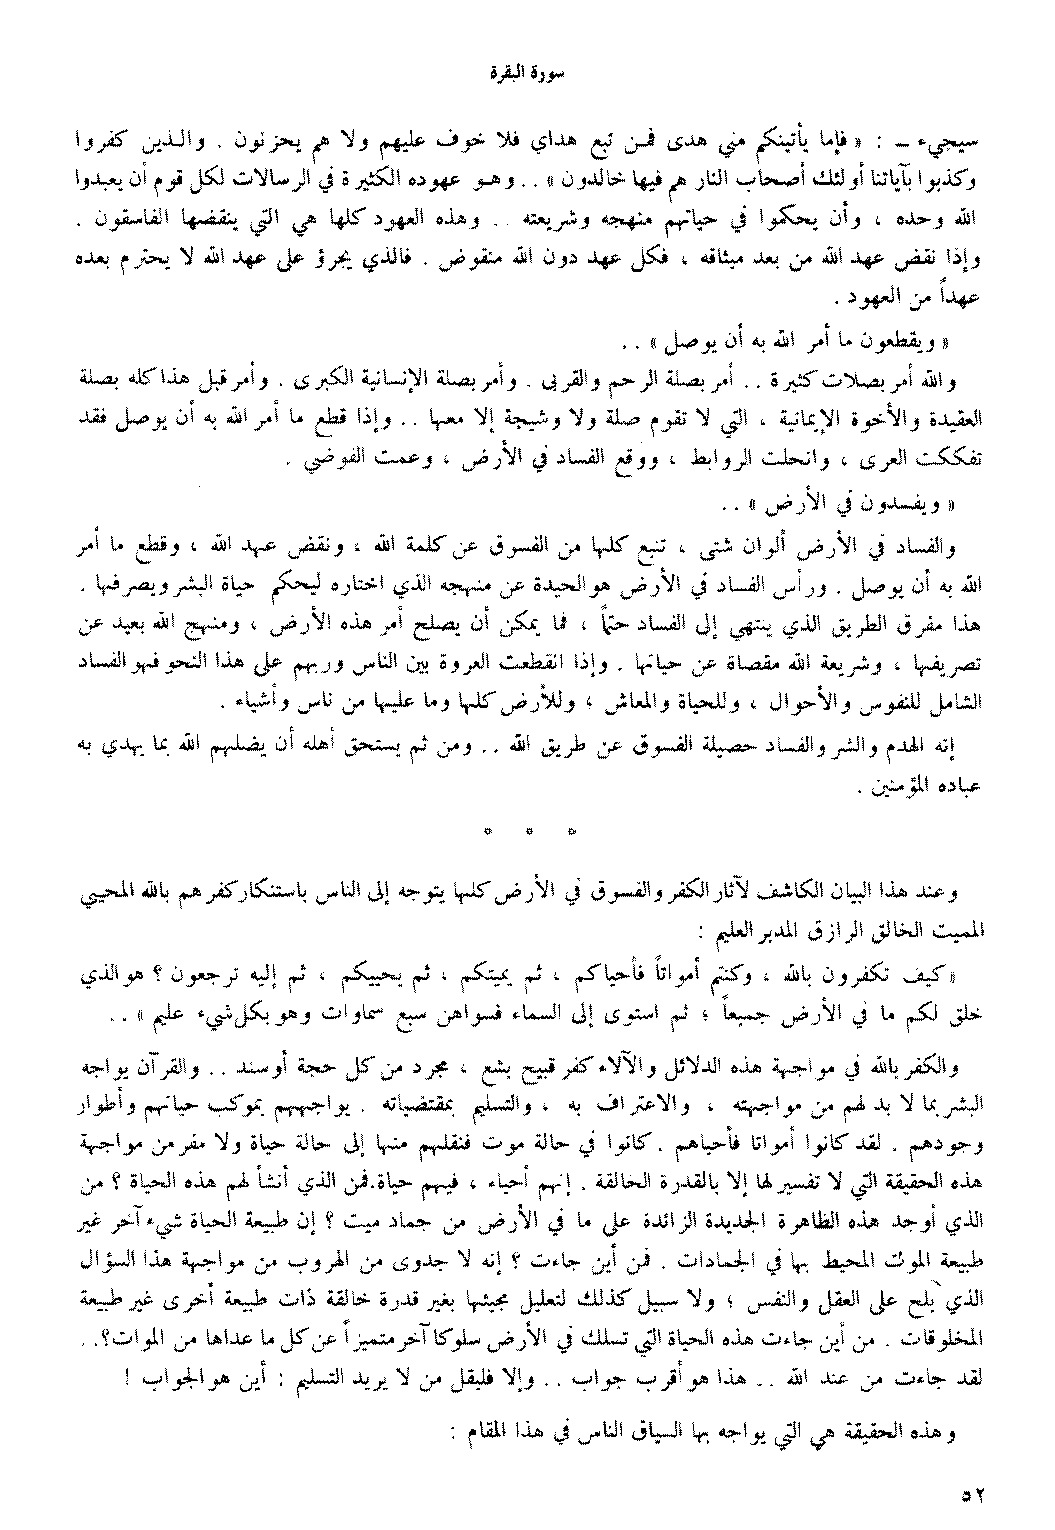 سورة البقرة
سيجيء ـ : « فإما يأتينكم مني هدى فمن تبع هداي فلا خوف عليهم ولا هم يحزنون . والذين كفروا
وكذبوا بآياتنا أولئك أصحاب النار هم فيها خالدون » .. وهو عهوده الكثيرة في الرسالات لكل قوم أن يعبدوا
الله وحده ، وأن يحكموا في حياتهم منهجه وشريعته .. وهذه العهود كلها هي التي ينقضها الفاسقون .
وإذا نقض عهد الله من بعد ميثاقه ، فكل عهد دون الله منقوض . فالذي يجرؤ على عهد الله لا يحترم بعده
عهداً من العهود .
« ويقطعون ما أمر الله به أن يوصل » ..
والله أمر بصلات كثيرة .. أمر بصلة الرحم والقربى . وأمر بصلة الإنسانية الكبرى . وأمر قبل هذا كله بصلة
العقيدة والأخوة الإيمانية ، التي لا تقوم صلة ولا وشيجة إلا معها .. وإذا قطع ما أمر الله به أن يوصل فقد
تفككت العرى ، وانحلت الروابط ، ووقع الفساد في الأرض ، وعمت الفوضى .
« ويفسدون في الأرض » ..
والفساد في الأرض ألوان شتى ، تنبع كلها من الفسوق عن كلمة الله ، ونقض عهد الله ، وقطع ما أمر
الله به أن يوصل . ورأس الفساد في الأرض هو الحيدة عن منهجه الذي اختاره ليحكم حياة البشر ويصرفها .
هذا مفرق الطريق الذي ينتهي إلى الفساد حتماً ، فما يمكن أن يصلح أمر هذه الأرض ، ومنهج الله بعيد عن
تصريفها ، وشريعة الله مقصاة عن حياتها . وإذا انقطعت العروة بين الناس وربهم على هذا النحو فهو الفساد
الشامل للنفوس والأحوال ، وللحياة والمعاش ؛ وللأرض كلها وما عليها من ناس وأشياء .
إنه الهدم والشر والفساد حصيلة الفسوق عن طريق الله .. ومن ثم يستحق أهله أن يضلهم الله بما يهدي به
عباده المؤمنين .
* * *
وعند هذا البيان الكاشف لآثار الكفر والفسوق في الأرض كلها يتوجه إلى الناس باستنكار كفرهم بالله المحيي
المميت الخالق الرازق المدبر العليم :
« كيف تكفرون بالله ، وكنتم أمواتاً فأحياكم ، ثم يميتكم ، ثم يحييكم ، ثم إليه ترجعون ؟ هو الذي
خلق لكم ما في الأرض جميعاً ؛ ثم استوى إلى السماء فسواهن سبع سماوات وهو بكل شيء عليم » ..
والكفر بالله في مواجهة هذه الدلائل والآلاء كفر قبيح بشع ، مجرد من كل حجة أو سند .. والقرآن يواجه
البشر بما لا بد لهم من مواجهته ، والاعتراف به ، والتسليم بمقتضياته . يواجههم بموكب حياتهم وأطوار
وجودهم . لقد كانوا أمواتا فأحياهم . كانوا في حالة موت فنقلهم منها إلى حالة حياة ولا مفر من مواجهة
هذه الحقيقة التي لا تفسير لها إلا بالقدرة الخالقة . إنهم أحياء ، فيهم حياة.فمن الذي أنشأ لهم هذه الحياة ؟ من
الذي أوجد هذه الظاهرة الجديدة الزائدة على ما في الأرض من جماد ميت ؟ إن طبيعة الحياة شيء آخر غير
طبيعة الموت المحيط بها في الجمادات . فمن أين جاءت ؟ إنه لا جدوى من الهروب من مواجهة هذا السؤال
الذي يلح على العقل والنفس ؛ ولا سبيل كذلك لتعليل مجيئها بغير قدرة خالقة ذات طبيعة أخرى غير طبيعة
المخلوقات . من أين جاءت هذه الحياة التي تسلك في الأرض سلوكا آخر متميزاً عن كل ما عداها من الموات؟..
لقد جاءت من عند الله .. هذا هو أقرب جواب .. وإلا فليقل من لا يريد التسليم : أين هو الجواب !
وهذه الحقيقة هي التي يواجه بها السياق الناس في هذا المقام :
٥٢